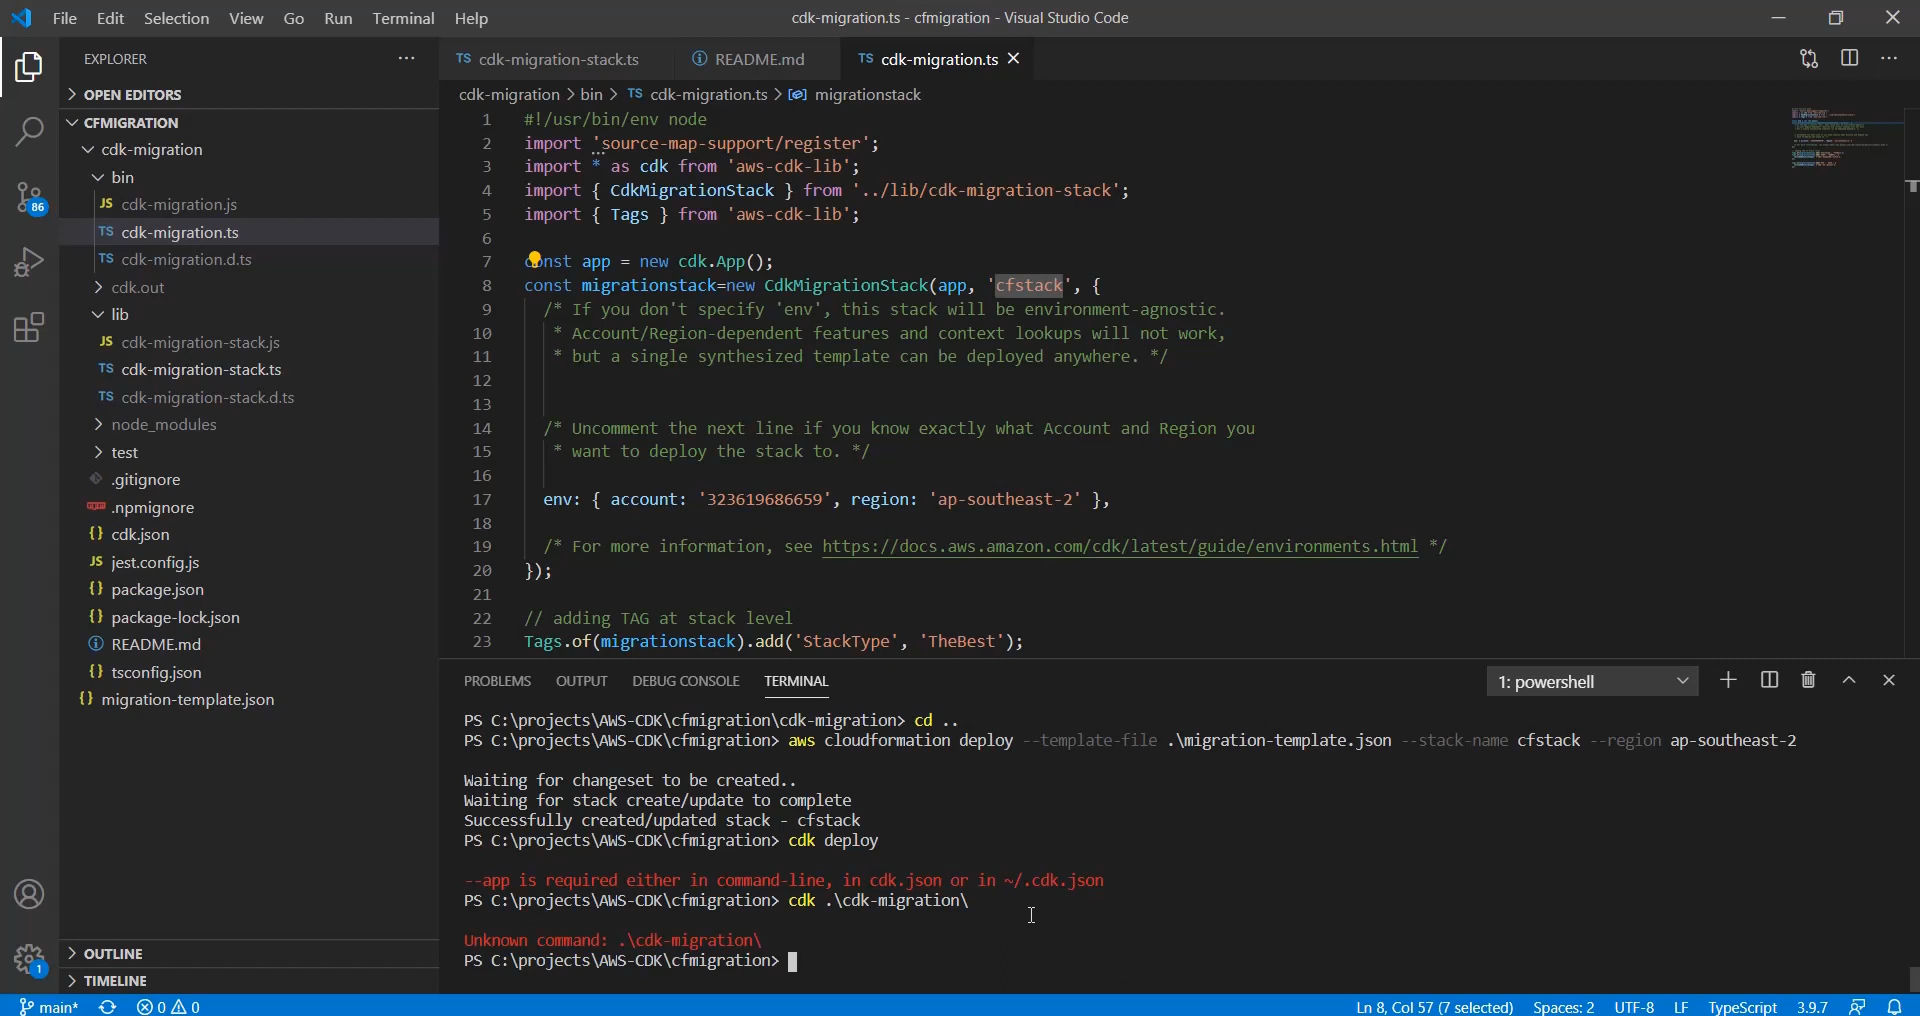 File Edit Selection View Go Run Terminal Help
cdk-migration.ts - cfmigration - Visual Studio Code
EXPLORER ...
OPEN EDITORS
CFMIGRATION
cdk-migration
bin
JS cdk-migration.js
TS cdk-migration.ts
TS cdk-migration.d.ts
cdk.out
lib
JS cdk-migration-stack.js
TS cdk-migration-stack.ts
TS cdk-migration-stack.d.ts
node_modules
test
.gitignore
.npmignore
{} cdk.json
JS jest.config.js
{} package.json
{} package-lock.json
README.md
tsconfig.json
{} migration-template.json
OUTLINE
TIMELINE
86
1
TS cdk-migration-stack.ts
README.md
TS cdk-migration.ts
cdk-migration > bin > TS cdk-migration.ts > migrationstack
1 #!/usr/bin/env node
2 import 'source-map-support/register';
3 import * as cdk from 'aws-cdk-lib';
4 import { CdkMigrationStack } from '../lib/cdk-migration-stack';
5 import { Tags } from 'aws-cdk-lib';
6
7 const app = new cdk.App();
8 const migrationstack=new CdkMigrationStack(app, 'cfstack', {
9 /* If you don't specify 'env', this stack will be environment-agnostic.
10 * Account/Region-dependent features and context lookups will not work,
11 * but a single synthesized template can be deployed anywhere. */
12
13
14 /* Uncomment the next line if you know exactly what Account and Region you
15 * want to deploy the stack to. */
16
17 env: { account: '323619686659', region: 'ap-southeast-2' },
18
19 /* For more information, see https://docs.aws.amazon.com/cdk/latest/guide/environments.html */
20 });
21
22 // adding TAG at stack level
23 Tags.of(migrationstack).add('StackType', 'TheBest');
PROBLEMS OUTPUT DEBUG CONSOLE TERMINAL
1: powershell
PS C:\projects\AWS-CDK\cfmigration\cdk-migration> cd ..
PS C:\projects\AWS-CDK\cfmigration> aws cloudformation deploy --template-file .\migration-template.json --stack-name cfstack --region ap-southeast-2
Waiting for changeset to be created..
Waiting for stack create/update to complete
Successfully created/updated stack - cfstack
PS C:\projects\AWS-CDK\cfmigration> cdk deploy
--app is required either in command-line, in cdk.json or in ~/.cdk.json
PS C:\projects\AWS-CDK\cfmigration> cdk .\cdk-migration\
Unknown command: .\cdk-migration\
PS C:\projects\AWS-CDK\cfmigration>
main* 0 0
Ln 8, Col 57 (7 selected) Spaces: 2 UTF-8 LF TypeScript 3.9.7